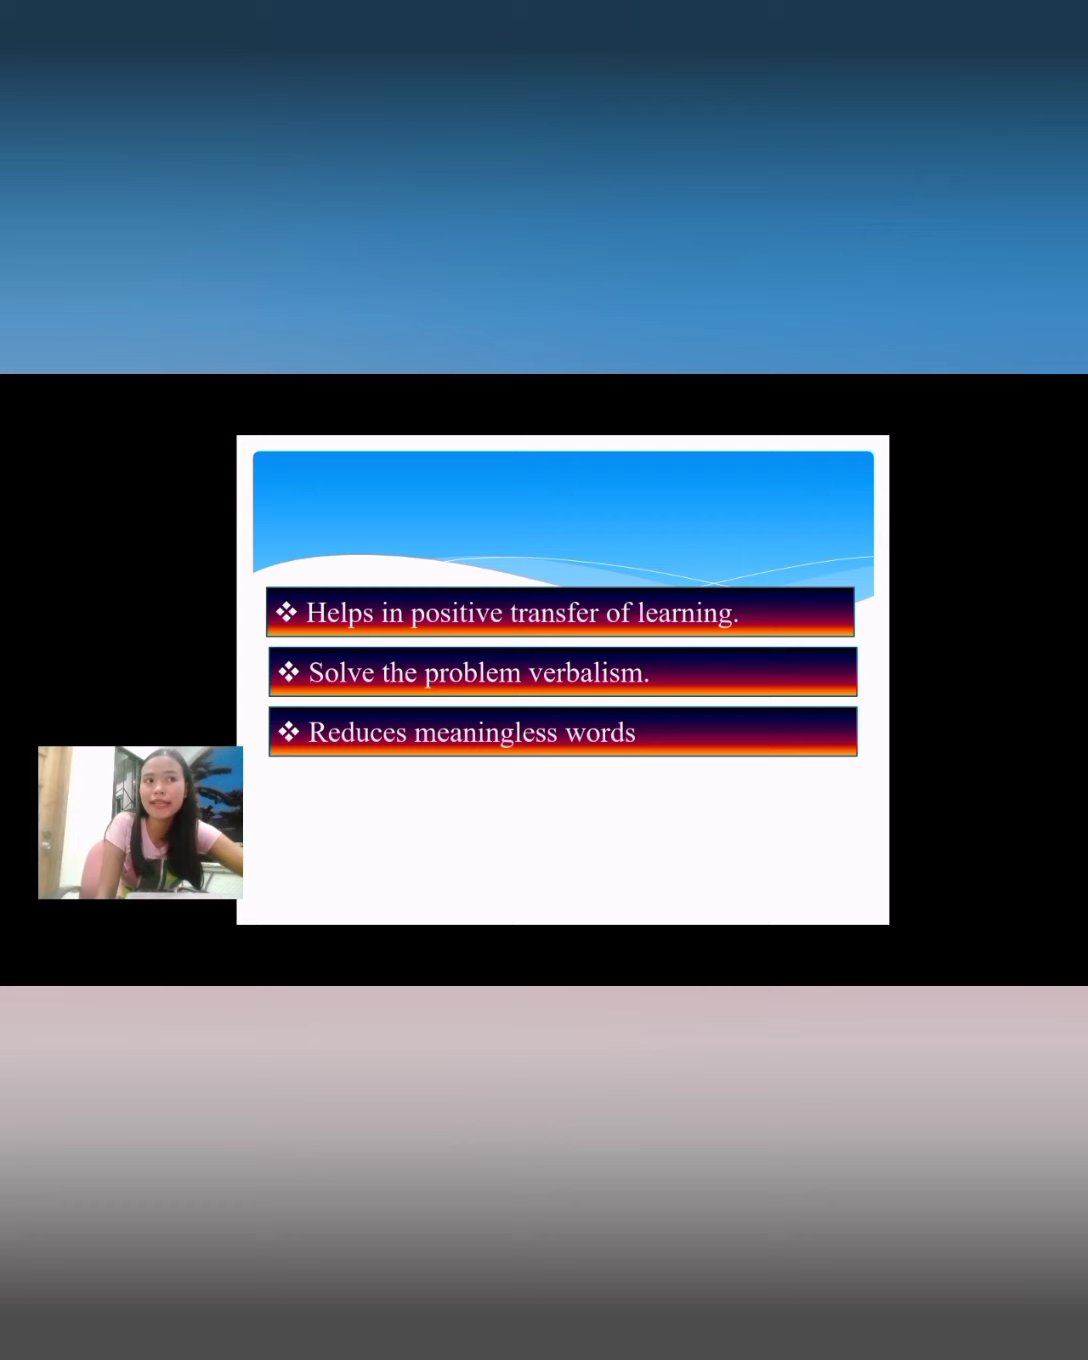 ❖ Helps in positive transfer of learning.
❖ Solve the problem verbalism.
❖ Reduces meaningless words